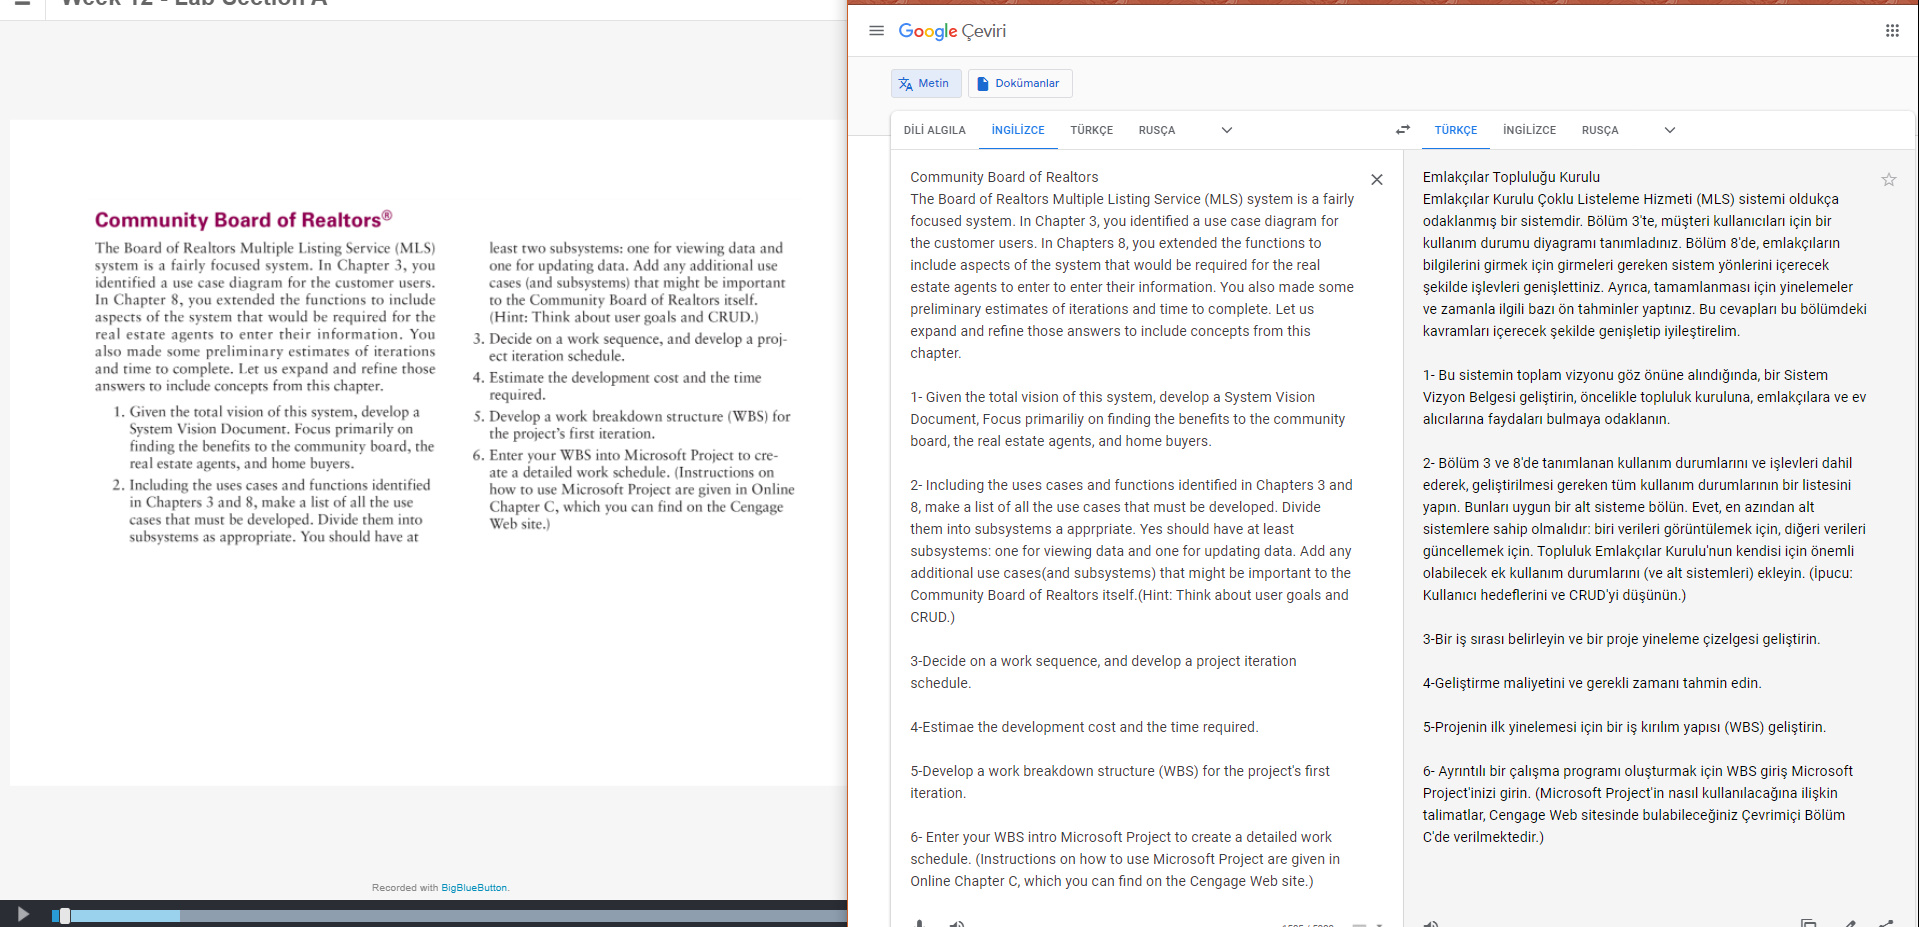 Week 12 - Lab Section A
Community Board of Realtors®
The Board of Realtors Multiple Listing Service (MLS)
system is a fairly focused system. In Chapter 3, you
identified a use case diagram for the customer users.
In Chapter 8, you extended the functions to include
aspects of the system that would be required for the
real estate agents to enter their information. You
also made some preliminary estimates of iterations
and time to complete. Let us expand and refine those
answers to include concepts from this chapter.
1. Given the total vision of this system, develop a
System Vision Document. Focus primarily on
finding the benefits to the community board, the
real estate agents, and home buyers.
2. Including the uses cases and functions identified
in Chapters 3 and 8, make a list of all the use
cases that must be developed. Divide them into
subsystems as appropriate. You should have at
least two subsystems: one for viewing data and
one for updating data. Add any additional use
cases (and subsystems) that might be important
to the Community Board of Realtors itself.
(Hint: Think about user goals and CRUD.)
3. Decide on a work sequence, and develop a proj-
ect iteration schedule.
4. Estimate the development cost and the time
required.
5. Develop a work breakdown structure (WBS) for
the project's first iteration.
6. Enter your WBS into Microsoft Project to cre-
ate a detailed work schedule. (Instructions on
how to use Microsoft Project are given in Online
Chapter C, which you can find on the Cengage
Web site.)
Recorded with BigBlueButton.
Google Çeviri
Metin
Dokümanlar
DİLİ ALGILA İNGİLİZCE TÜRKÇE RUSÇA
TÜRKÇE İNGİLİZCE RUSÇA
Community Board of Realtors
The Board of Realtors Multiple Listing Service (MLS) system is a fairly
focused system. In Chapter 3, you identified a use case diagram for
the customer users. In Chapters 8, you extended the functions to
include aspects of the system that would be required for the real
estate agents to enter to enter their information. You also made some
preliminary estimates of iterations and time to complete. Let us
expand and refine those answers to include concepts from this
chapter.
1- Given the total vision of this system, develop a System Vision
Document, Focus primariliy on finding the benefits to the community
board, the real estate agents, and home buyers.
2- Including the uses cases and functions identified in Chapters 3 and
8, make a list of all the use cases that must be developed. Divide
them into subsystems a apprpriate. Yes should have at least
subsystems: one for viewing data and one for updating data. Add any
additional use cases(and subsystems) that might be important to the
Community Board of Realtors itself.(Hint: Think about user goals and
CRUD.)
3-Decide on a work sequence, and develop a project iteration
schedule.
4-Estimae the development cost and the time required.
5-Develop a work breakdown structure (WBS) for the project's first
iteration.
6- Enter your WBS intro Microsoft Project to create a detailed work
schedule. (Instructions on how to use Microsoft Project are given in
Online Chapter C, which you can find on the Cengage Web site.)
Emlakçılar Topluluğu Kurulu
Emlakçılar Kurulu Çoklu Listeleme Hizmeti (MLS) sistemi oldukça
odaklanmış bir sistemdir. Bölüm 3'te, müşteri kullanıcıları için bir
kullanım durumu diyagramı tanımladınız. Bölüm 8'de, emlakçıların
bilgilerini girmek için girmeleri gereken sistem yönlerini içerecek
şekilde işlevleri genişlettiniz. Ayrıca, tamamlanması için yinelemeler
ve zamanla ilgili bazı ön tahminler yaptınız. Bu cevapları bu bölümdeki
kavramları içerecek şekilde genişletip iyileştirelim.
1- Bu sistemin toplam vizyonu göz önüne alındığında, bir Sistem
Vizyon Belgesi geliştirin, öncelikle topluluk kuruluna, emlakçılara ve ev
alıcılarına faydaları bulmaya odaklanın.
2- Bölüm 3 ve 8'de tanımlanan kullanım durumlarını ve işlevleri dahil
ederek, geliştirilmesi gereken tüm kullanım durumlarının bir listesini
yapın. Bunları uygun bir alt sisteme bölün. Evet, en azından alt
sistemlere sahip olmalıdır: biri verileri görüntülemek için, diğeri verileri
güncellemek için. Topluluk Emlakçılar Kurulu'nun kendisi için önemli
olabilecek ek kullanım durumlarını (ve alt sistemleri) ekleyin. (İpucu:
Kullanıcı hedeflerini ve CRUD'yi düşünün.)
3-Bir iş sırası belirleyin ve bir proje yineleme çizelgesi geliştirin.
4-Geliştirme maliyetini ve gerekli zamanı tahmin edin.
5-Projenin ilk yinelemesi için bir iş kırılım yapısı (WBS) geliştirin.
6- Ayrıntılı bir çalışma programı oluşturmak için WBS giriş Microsoft
Project'inizi girin. (Microsoft Project'in nasıl kullanılacağına ilişkin
talimatlar, Cengage Web sitesinde bulabileceğiniz Çevrimiçi Bölüm
C'de verilmektedir.)